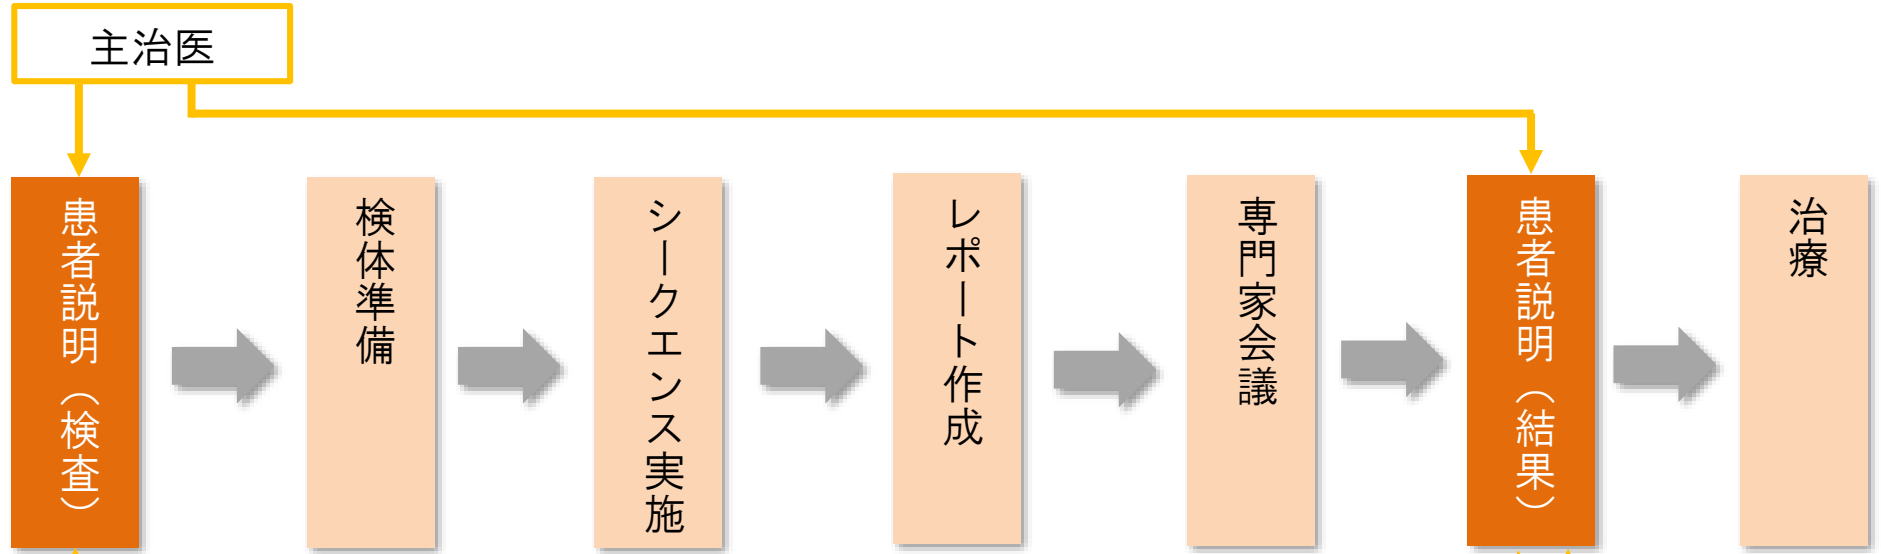 主治医
患者説明（検査）
検体準備
シークエンス実施
レポート作成
専門家会議
患者説明（結果）
治療